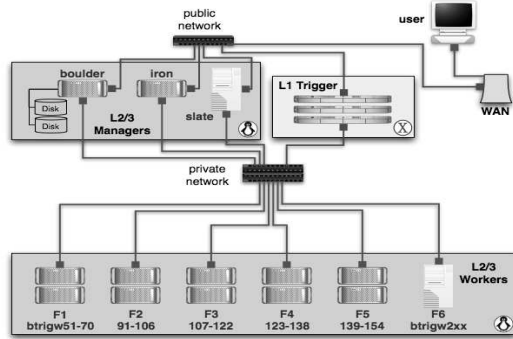 public
network
user
boulder
iron
L1 Trigger
Disk
Disk
L2/3
Managers
slate
X
WAN
private
network
L2/3
Workers
F1
btrigw51-70
F2
91-106
F3
107-122
F4
123-138
F5
139-154
F6
btrigw2xx